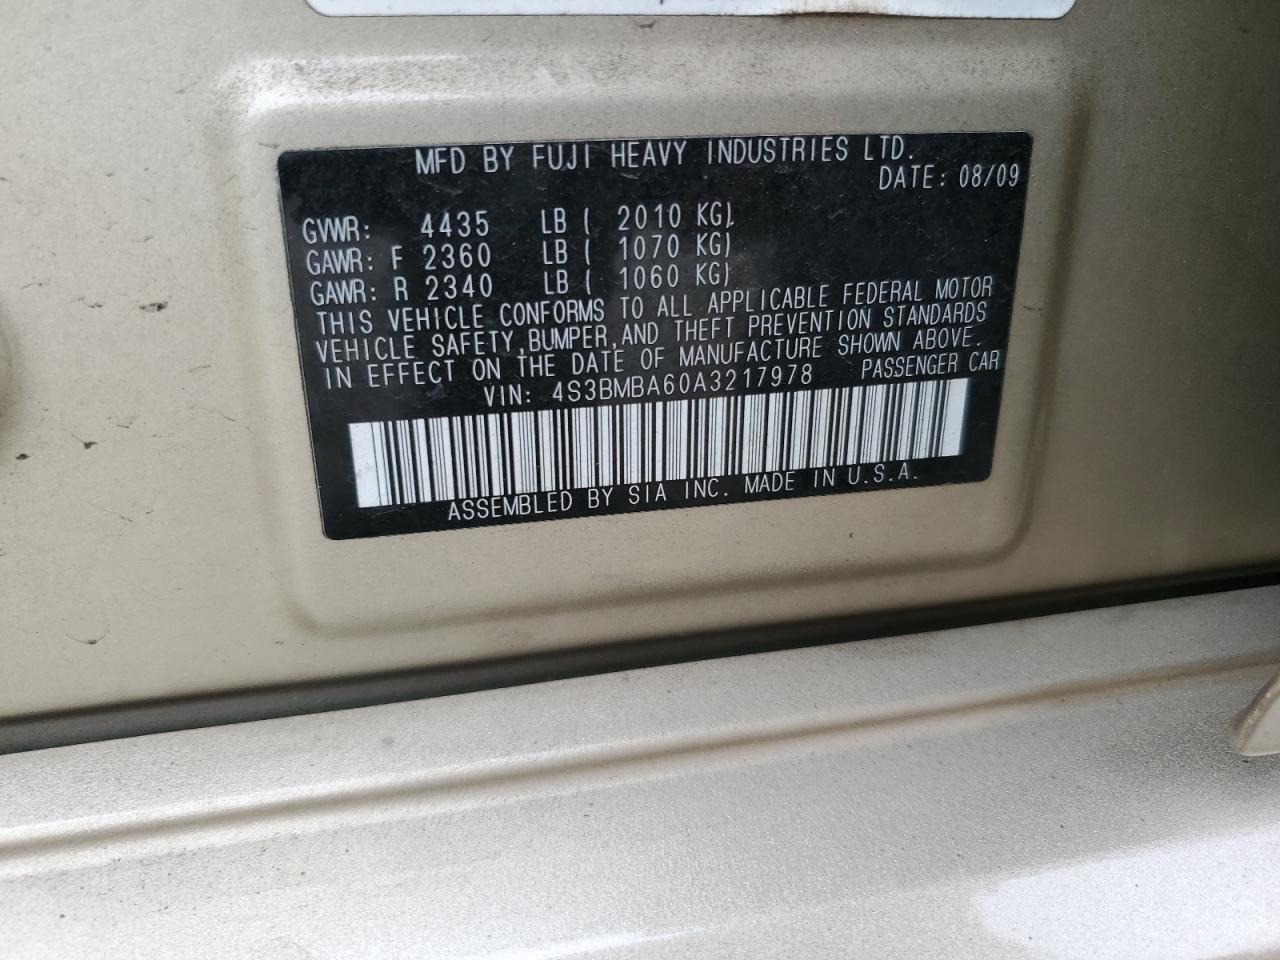 MFD BY FUJI HEAVY INDUSTRIES LTD.
DATE: 08/09
GVWR: 4435 LB ( 2010 KG)
GAWR: F 2360 LB ( 1070 KG)
GAWR: R 2340 LB ( 1060 KG)
THIS VEHICLE CONFORMS TO ALL APPLICABLE FEDERAL MOTOR
VEHICLE SAFETY,BUMPER,AND THEFT PREVENTION STANDARDS
IN EFFECT ON THE DATE OF MANUFACTURE SHOWN ABOVE.
VIN: 4S3BMBA60A3217978 PASSENGER CAR
ASSEMBLED BY SIA INC. MADE IN U.S.A.